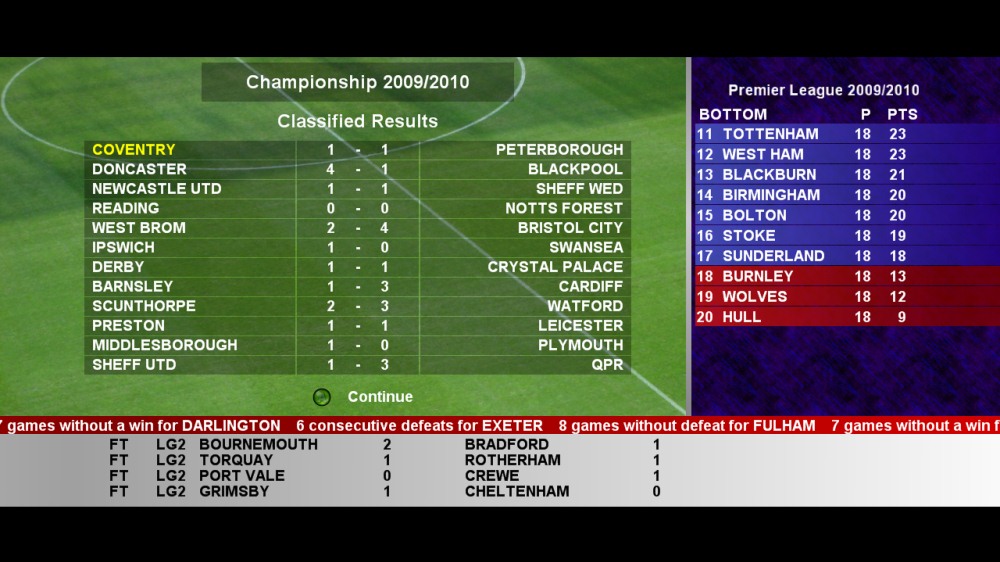 Championship 2009/2010
Classified Results
COVENTRY 1 - 1 PETERBOROUGH
DONCASTER 4 - 1 BLACKPOOL
NEWCASTLE UTD 1 - 1 SHEFF WED
READING 0 - 0 NOTTS FOREST
WEST BROM 2 - 4 BRISTOL CITY
IPSWICH 1 - 0 SWANSEA
DERBY 1 - 1 CRYSTAL PALACE
BARNSLEY 1 - 3 CARDIFF
SCUNTHORPE 2 - 3 WATFORD
PRESTON 1 - 1 LEICESTER
MIDDLESBOROUGH 1 - 0 PLYMOUTH
SHEFF UTD 1 - 3 QPR
Continue
Premier League 2009/2010
BOTTOM P PTS
11 TOTTENHAM 18 23
12 WEST HAM 18 23
13 BLACKBURN 18 21
14 BIRMINGHAM 18 20
15 BOLTON 18 20
16 STOKE 18 19
17 SUNDERLAND 18 18
18 BURNLEY 18 13
19 WOLVES 18 12
20 HULL 18 9
7 games without a win for DARLINGTON 6 consecutive defeats for EXETER 8 games without defeat for FULHAM 7 games without a win f
FT LG2 BOURNEMOUTH 2 BRADFORD 1
FT LG2 TORQUAY 1 ROTHERHAM 1
FT LG2 PORT VALE 0 CREWE 1
FT LG2 GRIMSBY 1 CHELTENHAM 0